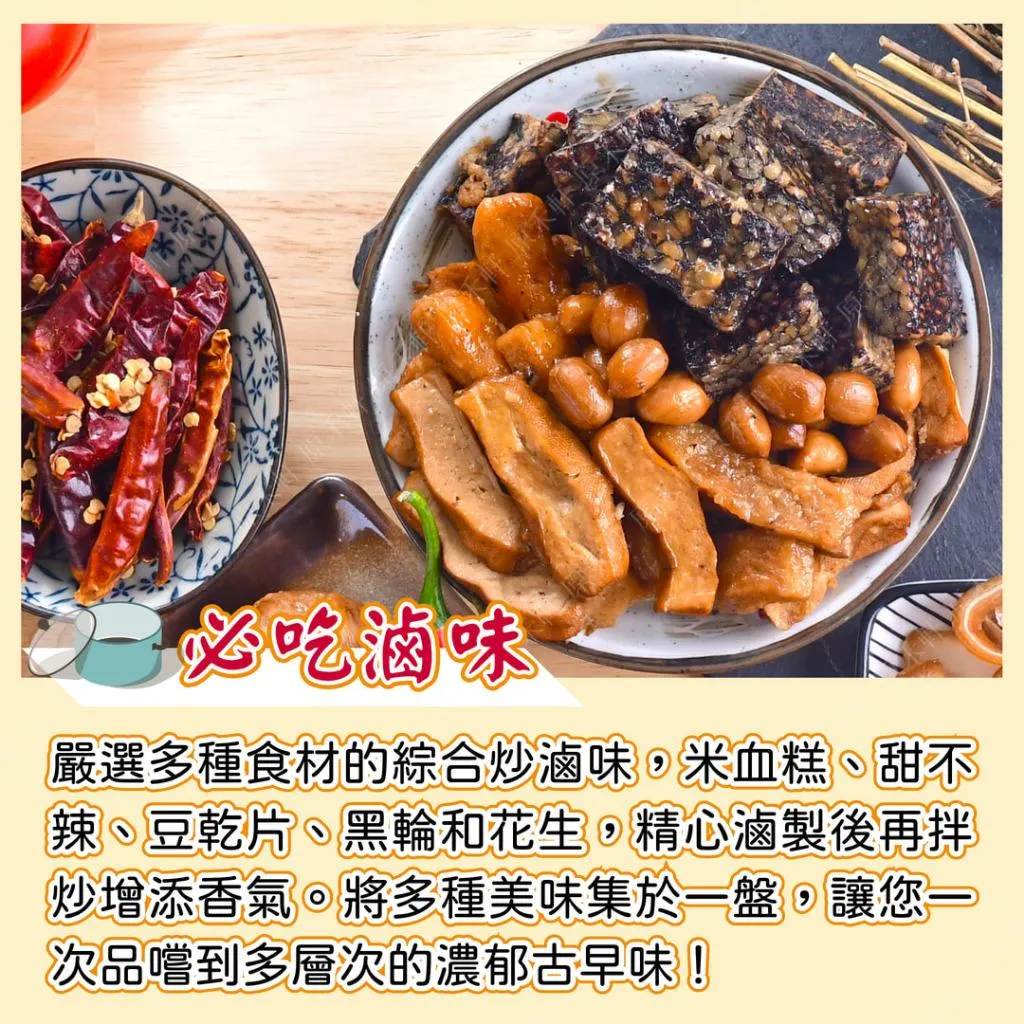 必吃滷味
嚴選多種食材的綜合炒滷味，米血糕、甜不
辣、豆乾片、黑輪和花生，精心滷製後再拌
炒增添香氣。將多種美味集於一盤，讓您一
次品嚐到多層次的濃郁古早味！